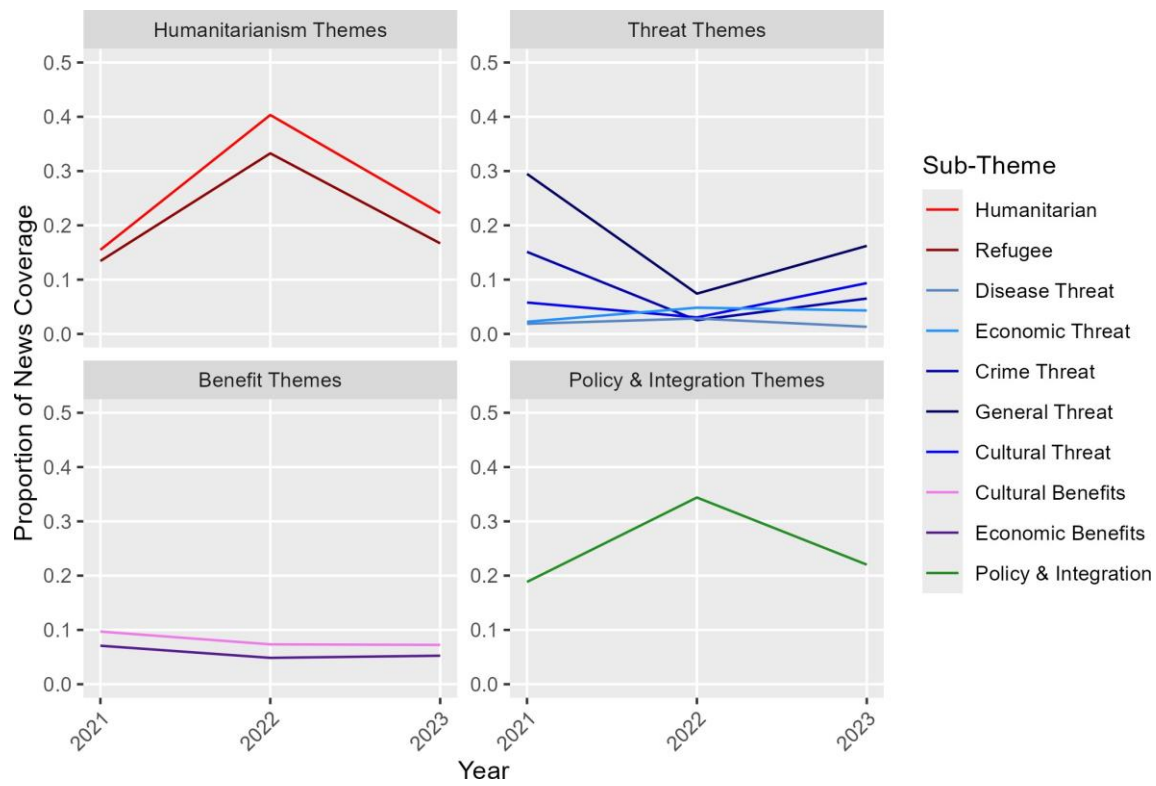 Humanitarianism Themes
Threat Themes
0.5
0.4
0.3
0.2
0.1
0.0
0.5
0.4
0.3
0.2
0.1
0.0
Benefit Themes
Policy & Integration Themes
0.5
0.4
0.3
0.2
0.1
0.0
0.5
0.4
0.3
0.2
0.1
0.0
2021
2022
2023
2021
2022
2023
Year
Proportion of News Coverage
Sub-Theme
Humanitarian
Refugee
Disease Threat
Economic Threat
Crime Threat
General Threat
Cultural Threat
Cultural Benefits
Economic Benefits
Policy & Integration